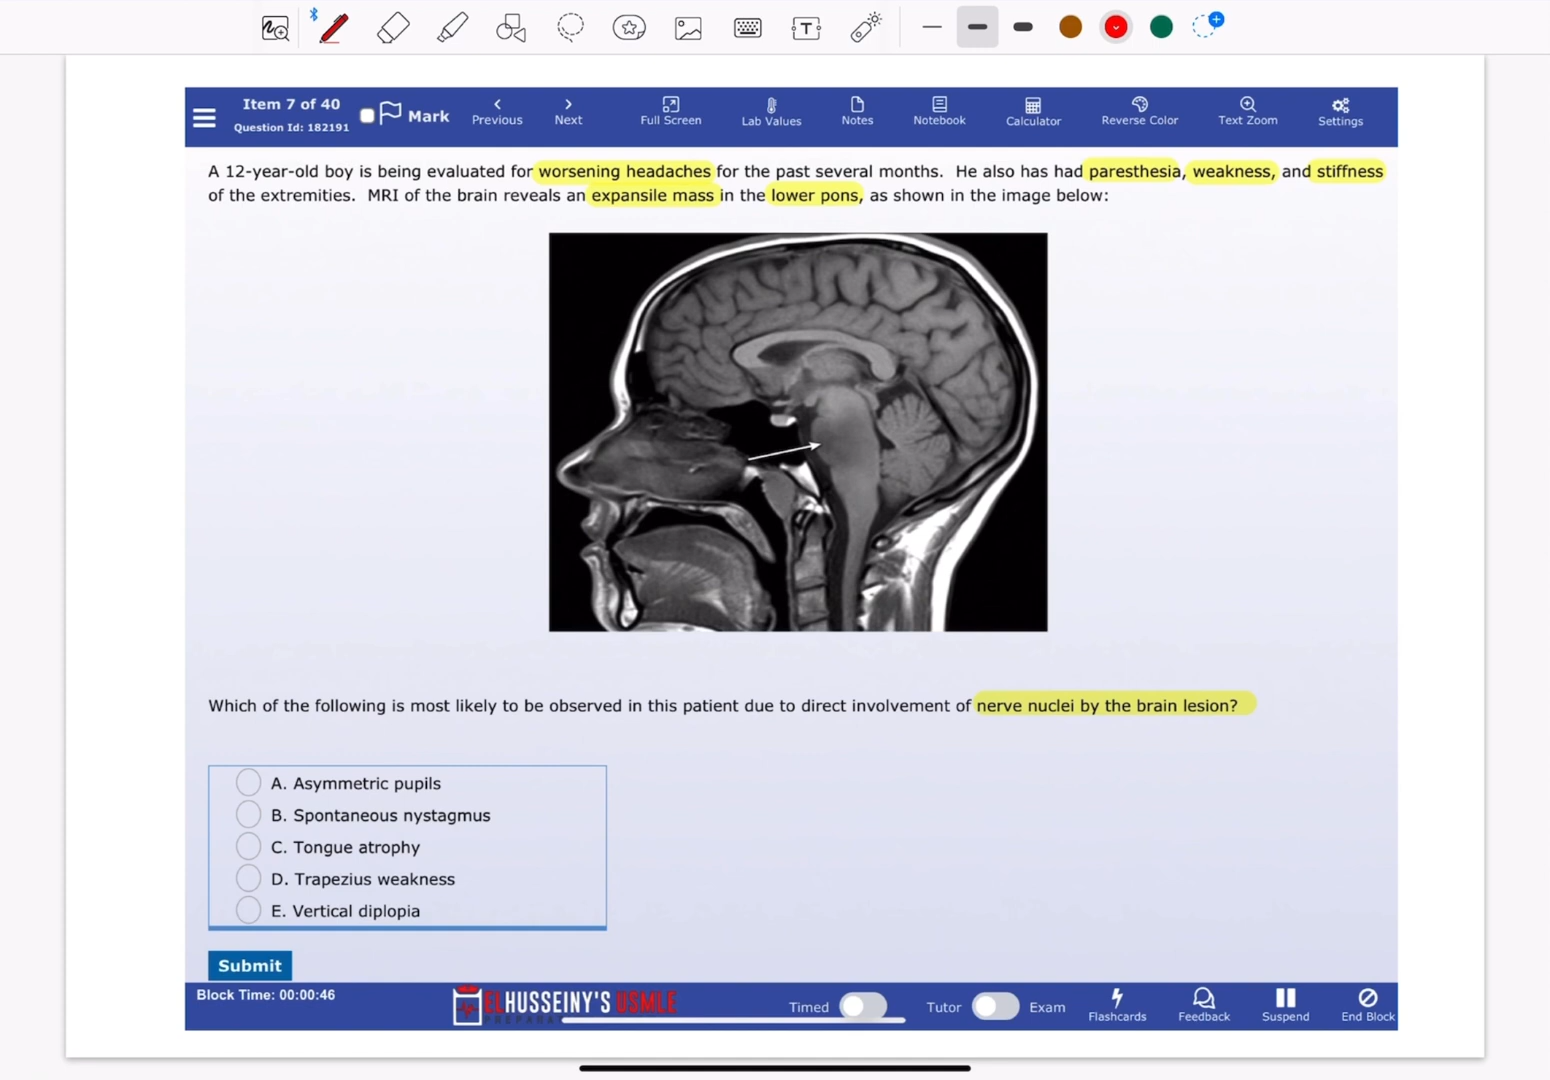 Item 7 of 40
Question Id: 182191
Mark
Previous
Next
Full Screen
Lab Values
Notes
Notebook
Calculator
Reverse Color
Text Zoom
Settings
A 12-year-old boy is being evaluated for worsening headaches for the past several months. He also has had paresthesia, weakness, and stiffness
of the extremities. MRI of the brain reveals an expansile mass in the lower pons, as shown in the image below:
Which of the following is most likely to be observed in this patient due to direct involvement of nerve nuclei by the brain lesion?
A. Asymmetric pupils
B. Spontaneous nystagmus
C. Tongue atrophy
D. Trapezius weakness
E. Vertical diplopia
Submit
Block Time: 00:00:46
ELHUSSEINY'S USMLE
Timed
Tutor
Exam
Flashcards
Feedback
Suspend
End Block